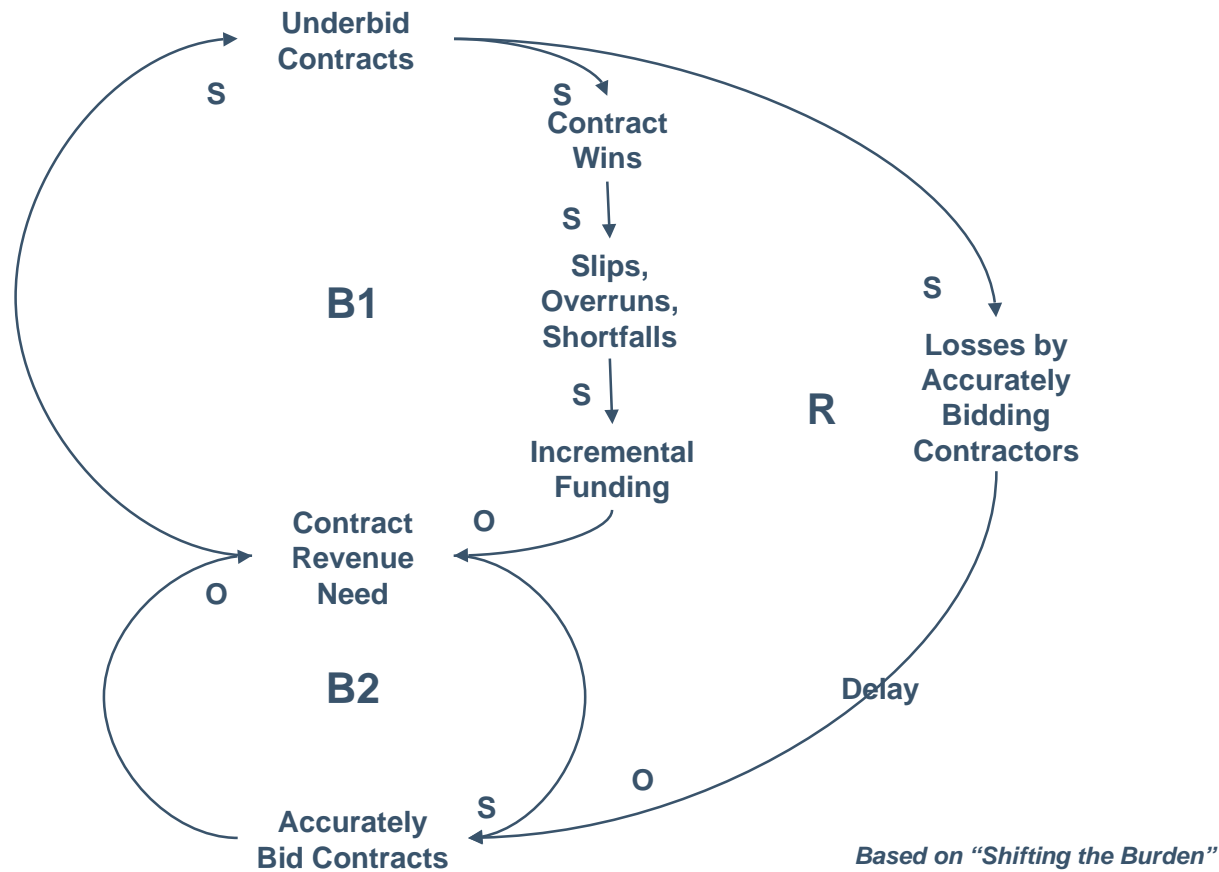 Underbid
Contracts
S
S
Contract
Wins
S
Slips,
Overruns,
Shortfalls
B1
S
Losses by
Accurately
Bidding
Contractors
S
R
Incremental
Funding
Contract
Revenue
Need
O
O
B2
Delay
O
S
Accurately
Bid Contracts
Based on “Shifting the Burden”